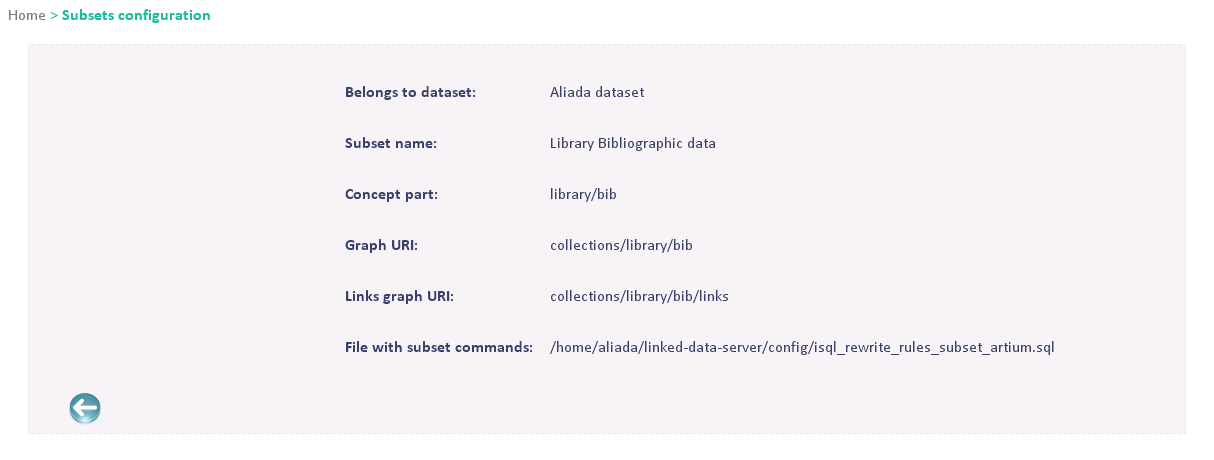 Home > Subsets configuration
Belongs to dataset: Aliada dataset
Subset name: Library Bibliographic data
Concept part: library/bib
Graph URI: collections/library/bib
Links graph URI: collections/library/bib/links
File with subset commands: /home/aliada/linked-data-server/config/isql_rewrite_rules_subset_artium.sql